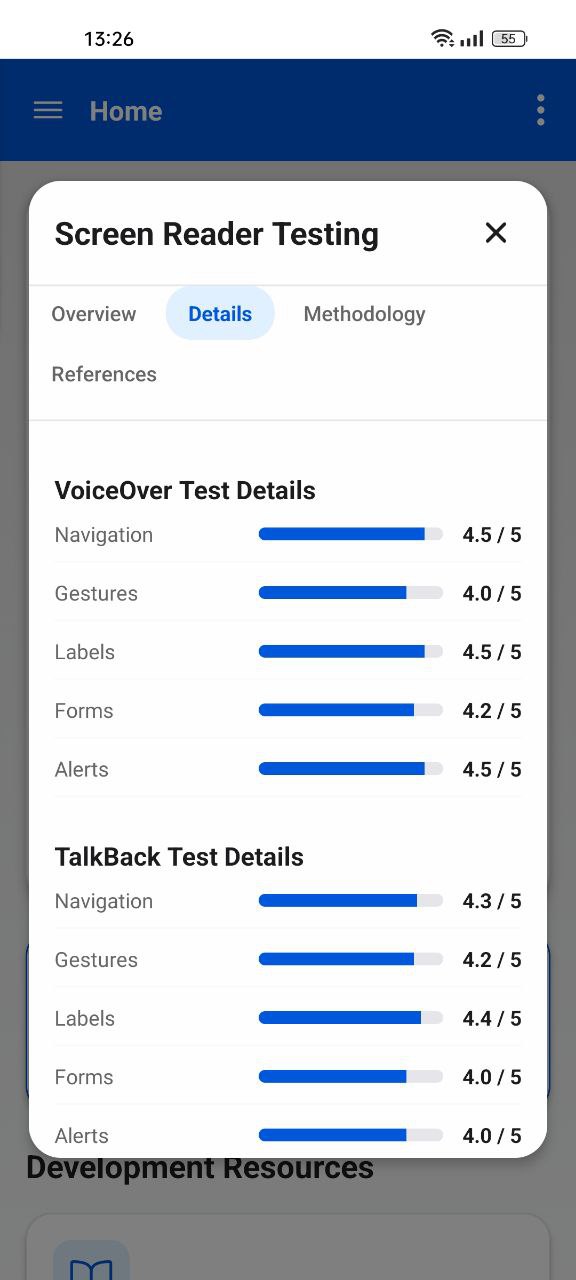 13:26
55
Home
Screen Reader Testing
Overview Details Methodology
References
VoiceOver Test Details
Navigation 4.5 / 5
Gestures 4.0 / 5
Labels 4.5 / 5
Forms 4.2 / 5
Alerts 4.5 / 5
TalkBack Test Details
Navigation 4.3 / 5
Gestures 4.2 / 5
Labels 4.4 / 5
Forms 4.0 / 5
Alerts 4.0 / 5
Development Resources